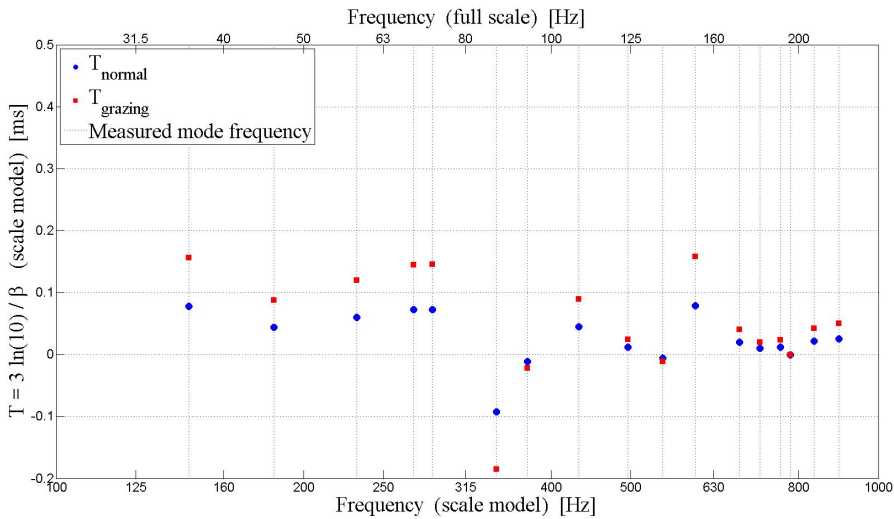 Frequency (full scale) [Hz]
31.5 40 50 63 80 100 125 160 200
0.5
0.4
0.3
0.2
0.1
0
-0.1
-0.2
T = 3 ln(10) / β (scale model) [ms]
T normal
T grazing
Measured mode frequency
100 125 160 200 250 315 400 500 630 800 1000
Frequency (scale model) [Hz]